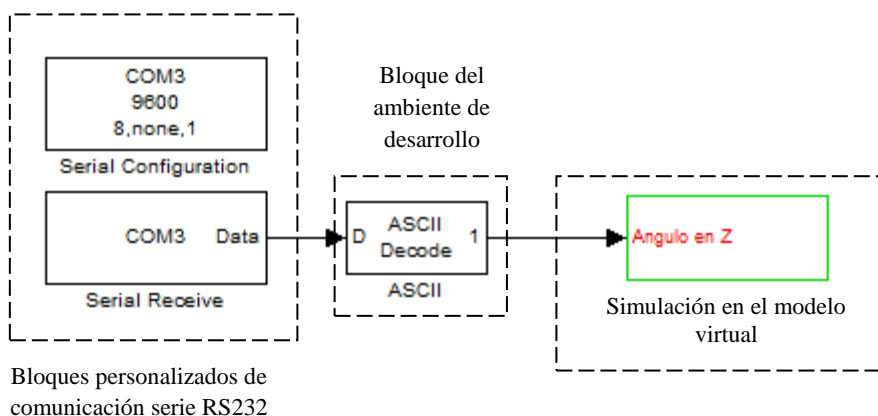 COM3
9600
8,none,1
Serial Configuration
COM3 Data
Serial Receive
Bloques personalizados de
comunicación serie RS232
Bloque del
ambiente de
desarrollo
D ASCII 1
Decode
ASCII
Angulo en Z
Simulación en el modelo
virtual